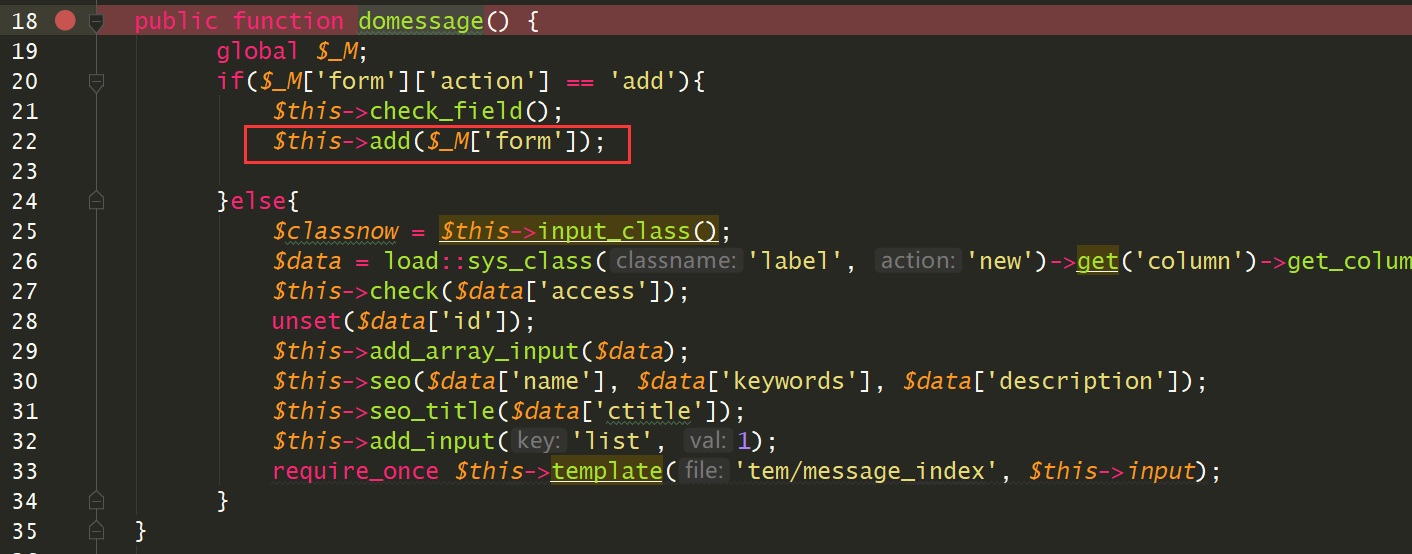 18 public function domessage() {
19 global $_M;
20 if($_M['form']['action'] == 'add'){
21 $this->check_field();
22 $this->add($_M['form']);
23
24 }else{
25 $classnow = $this->input_class();
26 $data = load::sys_class( classname: 'label', action: 'new')->get('column')->get_colum
27 $this->check($data['access']);
28 unset($data['id']);
29 $this->add_array_input($data);
30 $this->seo($data['name'], $data['keywords'], $data['description']);
31 $this->seo_title($data['ctitle']);
32 $this->add_input( key: 'list', val: 1);
33 require_once $this->template( file: 'tem/message_index', $this->input);
34 }
35 }